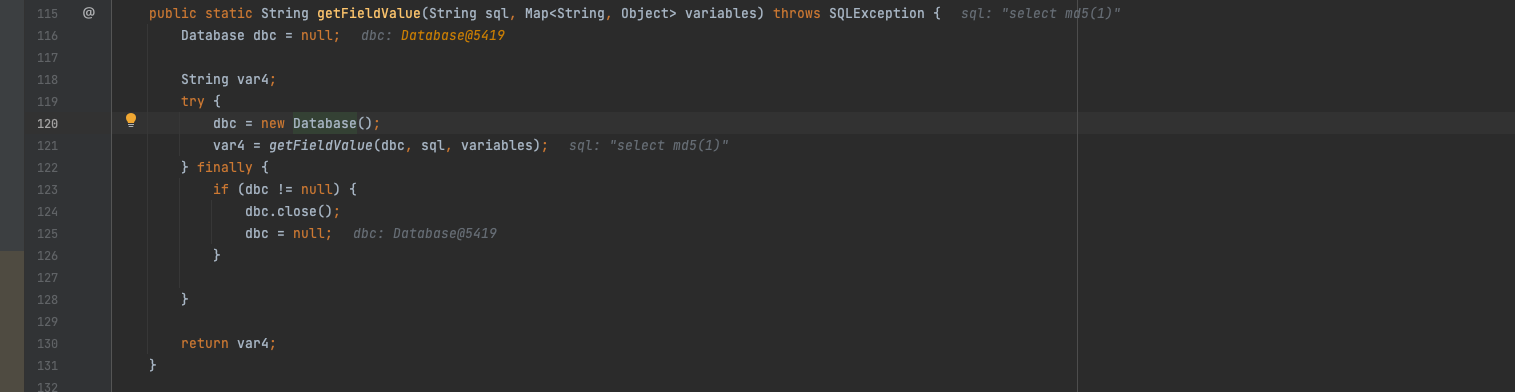 115 @ public static String getFieldValue(String sql, Map<String, Object> variables) throws SQLException { sql: "select md5(1)"
116 Database dbc = null; dbc: Database@5419
117
118 String var4;
119 try {
120 dbc = new Database();
121 var4 = getFieldValue(dbc, sql, variables); sql: "select md5(1)"
122 } finally {
123 if (dbc != null) {
124 dbc.close();
125 dbc = null; dbc: Database@5419
126 }
127
128 }
129
130 return var4;
131 }
132